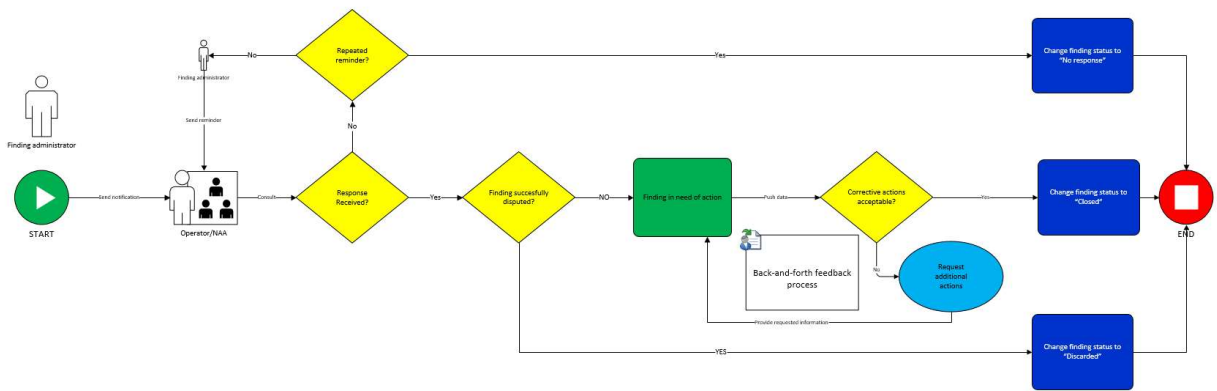 Repeated
reminder?
No
Yes
Change finding status to
"No response"
Finding administrator
Send reminder
No
Finding administrator
START
Send notification
Operator/NAA
Consult
Response
Received?
Yes
Finding succesfully
disputed?
NO
Finding in need of action
Push data
Corrective actions
acceptable?
Yes
Change finding status to
"Closed"
END
No
Request
additional
actions
Back-and-forth feedback
process
Provide requested information
YES
Change finding status to
"Discarded"